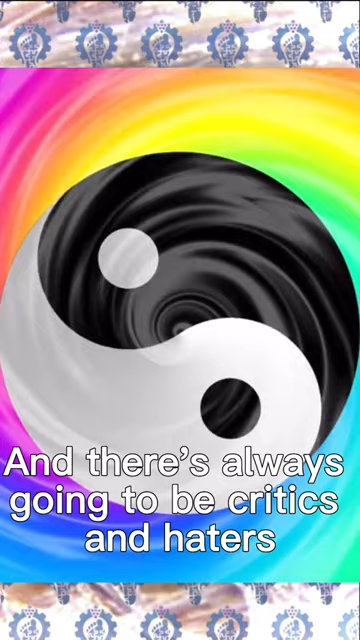 And there's always
going to be critics
and haters